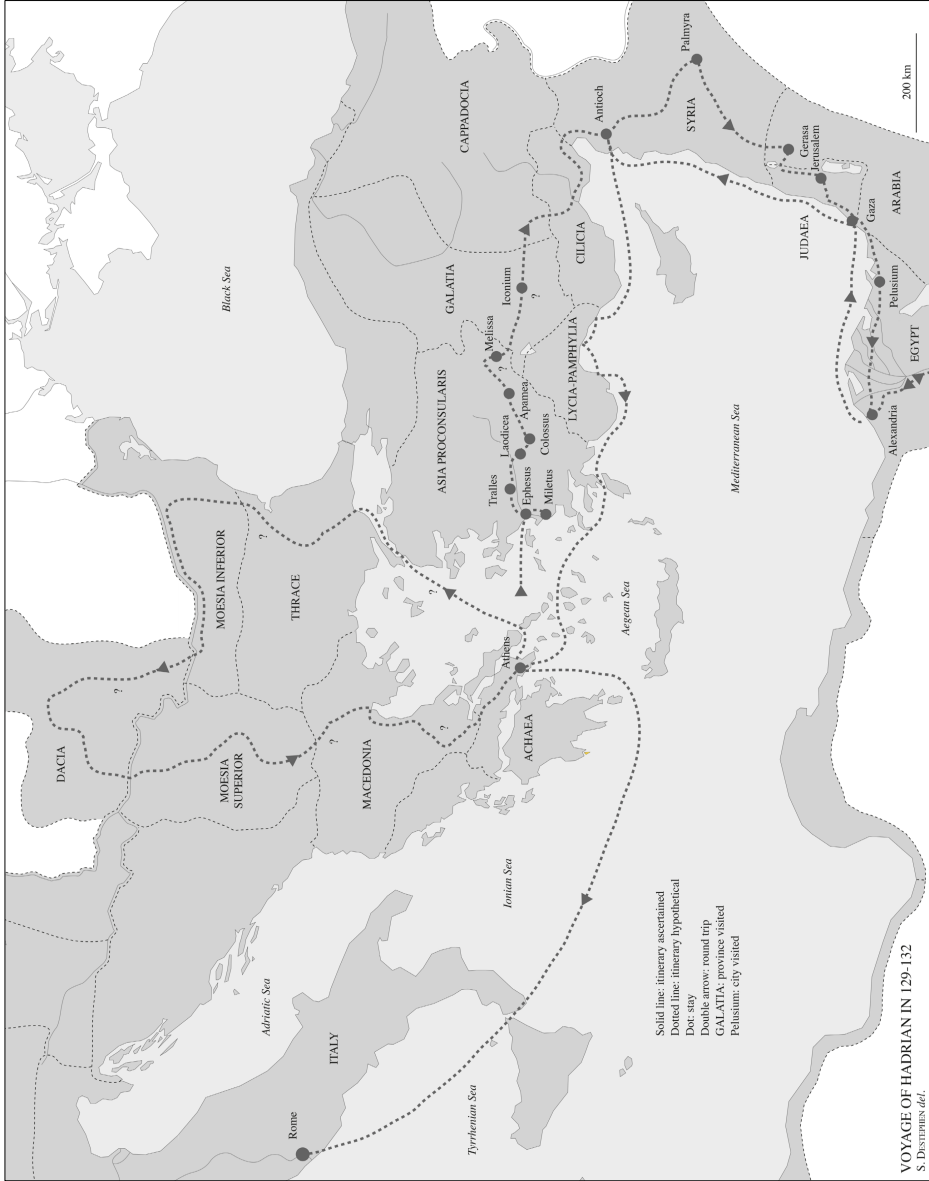 Black Sea
Palmyra
CAPPADOCIA
Antioch
SYRIA
Gerasa
Jerusalem
200 km
GALATIA
Iconium
?
CILICIA
JUDAEA
Gaza
ARABIA
Melissa
?
Pelusium
ASIA PROCONSULARIS
Apamea
Laodicea
Colossus
LYCIA-PAMPHYLIA
EGYPT
Tralles
Ephesus
Miletus
Mediterranean Sea
Alexandria
MOESIA INFERIOR
?
THRACE
?
Athens
Aegean Sea
?
DACIA
MOESIA
SUPERIOR
?
MACEDONIA
?
ACHAEA
Adriatic Sea
Ionian Sea
ITALY
Rome
Tyrrhenian Sea
Solid line: itinerary ascertained
Dotted line: itinerary hypothetical
Dot: stay
Double arrow: round trip
GALATIA: province visited
Pelusium: city visited
VOYAGE OF HADRIAN IN 129-132
S. DESTEPHEN del.